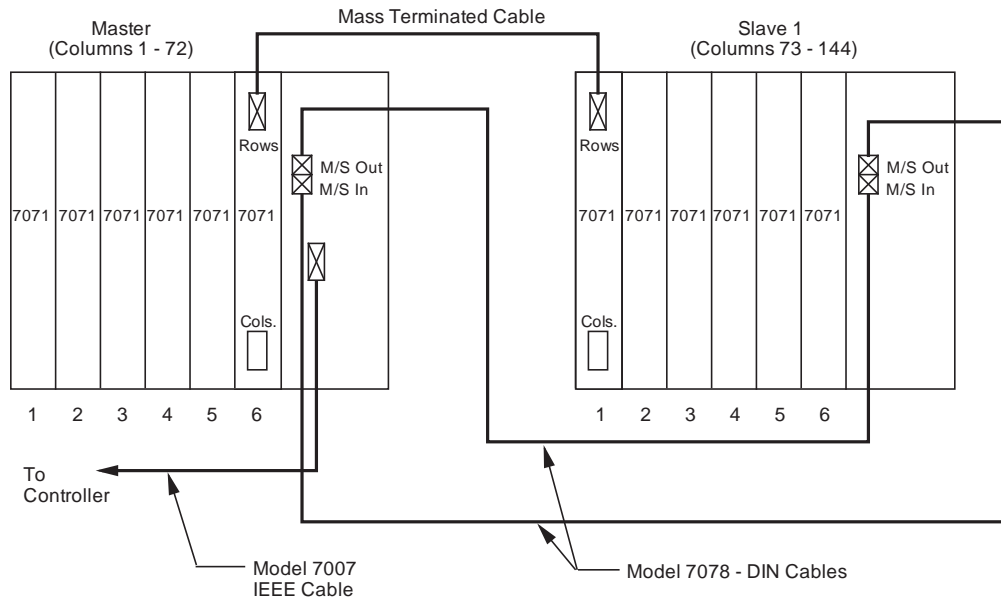 Mass Terminated Cable
Master
(Columns 1 - 72)
Slave 1
(Columns 73 - 144)
Rows
Rows
M/S Out
M/S In
M/S Out
M/S In
7071 7071 7071 7071 7071 7071
7071 7071 7071 7071 7071 7071
Cols.
Cols.
1 2 3 4 5 6
1 2 3 4 5 6
To
Controller
Model 7007
IEEE Cable
Model 7078 - DIN Cables